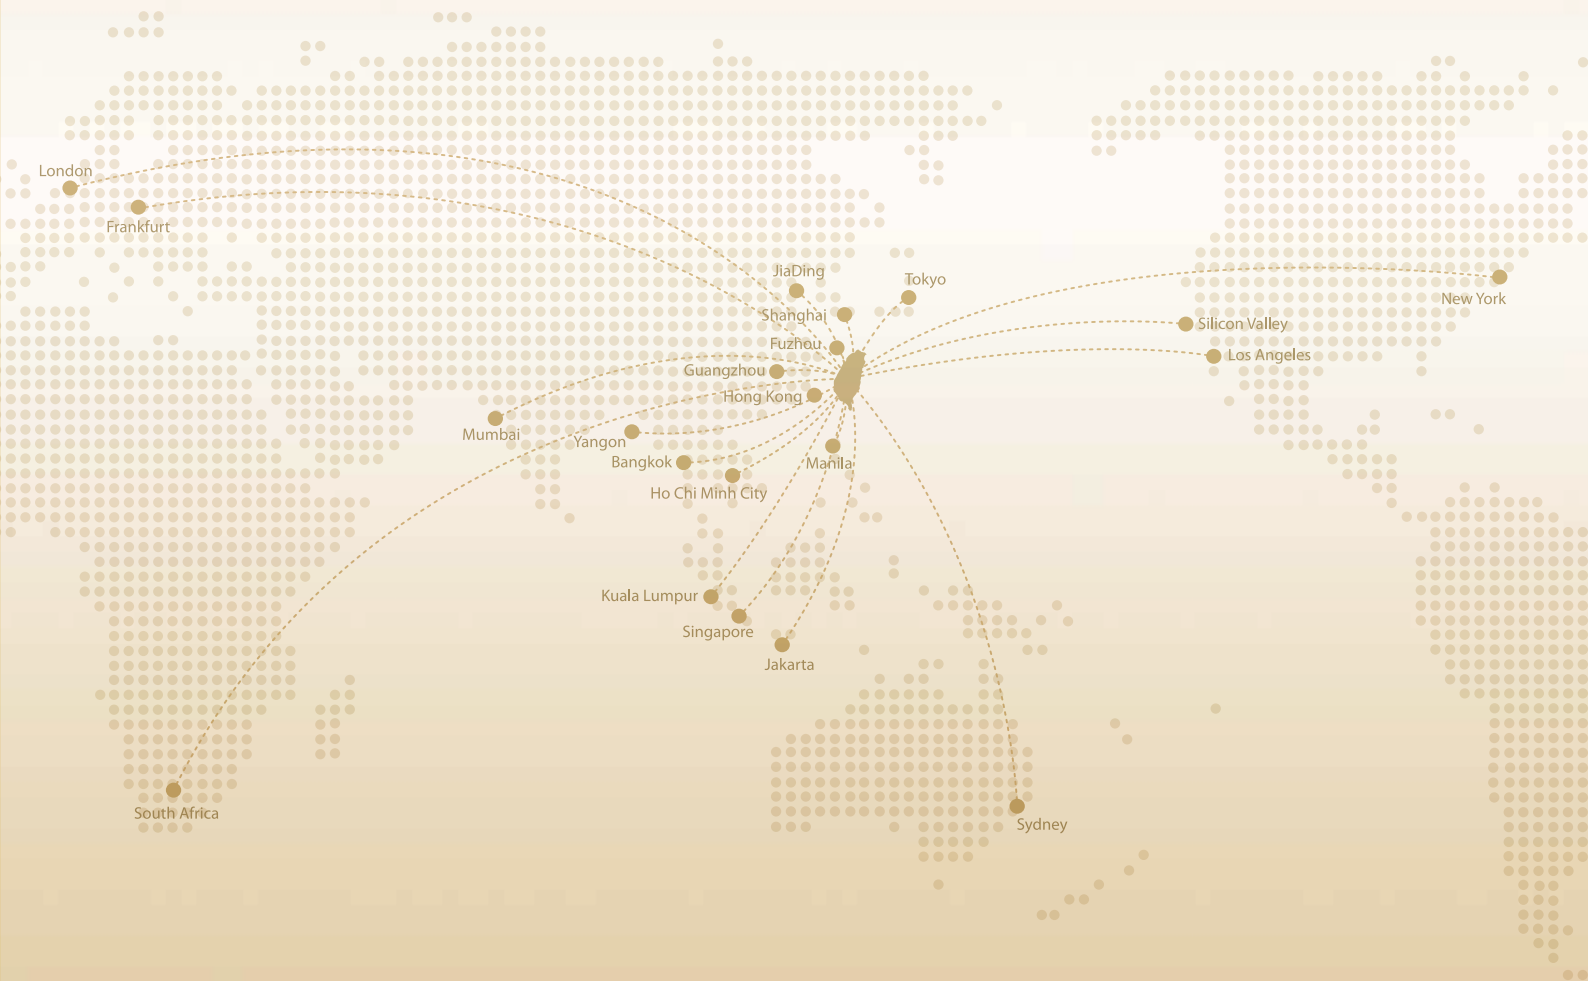 London
Frankfurt
JiaDing
Tokyo
Shanghai
New York
Silicon Valley
Fuzhou
Los Angeles
Guangzhou
Hong Kong
Mumbai
Yangon
Bangkok
Manila
Ho Chi Minh City
Kuala Lumpur
Singapore
Jakarta
South Africa
Sydney